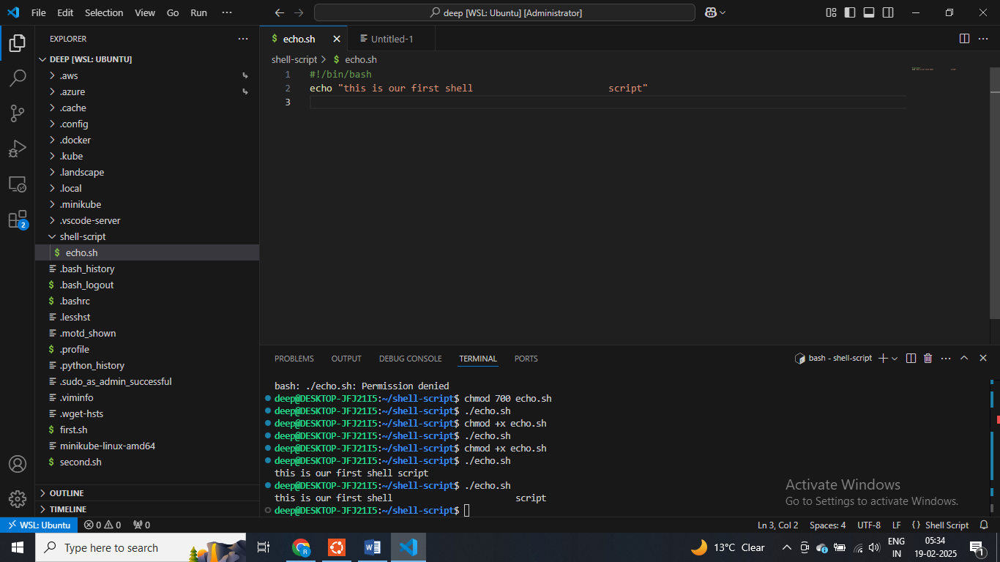 File Edit Selection View Go Run ···
deep [WSL: Ubuntu] [Administrator]
EXPLORER ···
DEEP [WSL: UBUNTU]
.aws
.azure
.cache
.config
.docker
.kube
.landscape
.local
.minikube
.vscode-server
shell-script
$ echo.sh
.bash_history
$ .bash_logout
$ .bashrc
.lesshst
.motd_shown
$ .profile
.python_history
.sudo_as_admin_successful
.viminfo
.wget-hsts
$ first.sh
minikube-linux-amd64
$ second.sh
OUTLINE
TIMELINE
2
$ echo.sh Untitled-1
shell-script > $ echo.sh
1 #!/bin/bash
2 echo "this is our first shell                        script"
3
PROBLEMS OUTPUT DEBUG CONSOLE TERMINAL PORTS
bash - shell-script
bash: ./echo.sh: Permission denied
deep@DESKTOP-JFJ21I5:~/shell-script$ chmod 700 echo.sh
deep@DESKTOP-JFJ21I5:~/shell-script$ ./echo.sh
deep@DESKTOP-JFJ21I5:~/shell-script$ chmod +x echo.sh
deep@DESKTOP-JFJ21I5:~/shell-script$ ./echo.sh
deep@DESKTOP-JFJ21I5:~/shell-script$ chmod +x echo.sh
deep@DESKTOP-JFJ21I5:~/shell-script$ ./echo.sh
this is our first shell script
deep@DESKTOP-JFJ21I5:~/shell-script$ ./echo.sh
this is our first shell                        script
deep@DESKTOP-JFJ21I5:~/shell-script$
Activate Windows
Go to Settings to activate Windows.
WSL: Ubuntu 0 0 0
Ln 3, Col 2 Spaces: 4 UTF-8 LF {} Shell Script
Type here to search
R
W
13°C Clear
ENG
IN
05:34
19-02-2025
1